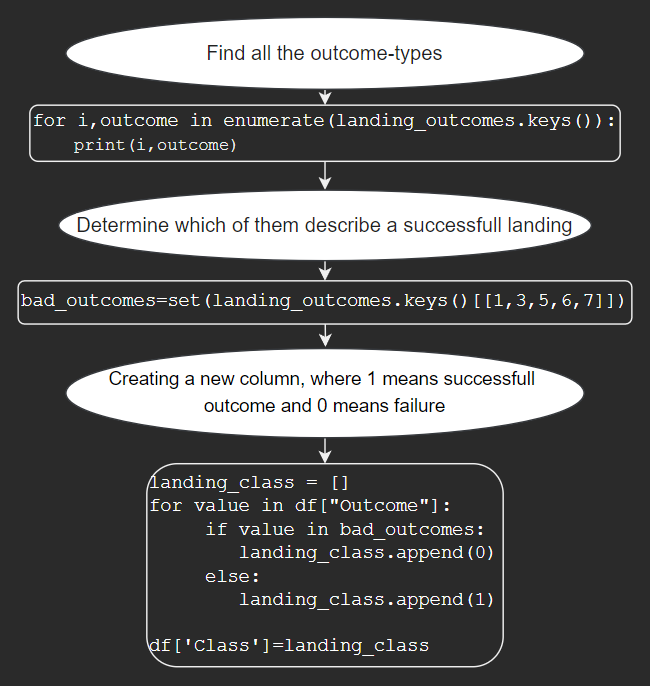 Find all the outcome-types
for i,outcome in enumerate(landing_outcomes.keys()):
    print(i,outcome)
Determine which of them describe a successfull landing
bad_outcomes=set(landing_outcomes.keys()[[1,3,5,6,7]])
Creating a new column, where 1 means successfull
outcome and 0 means failure
landing_class = []
for value in df["Outcome"]:
     if value in bad_outcomes:
        landing_class.append(0)
     else:
        landing_class.append(1)
df['Class']=landing_class